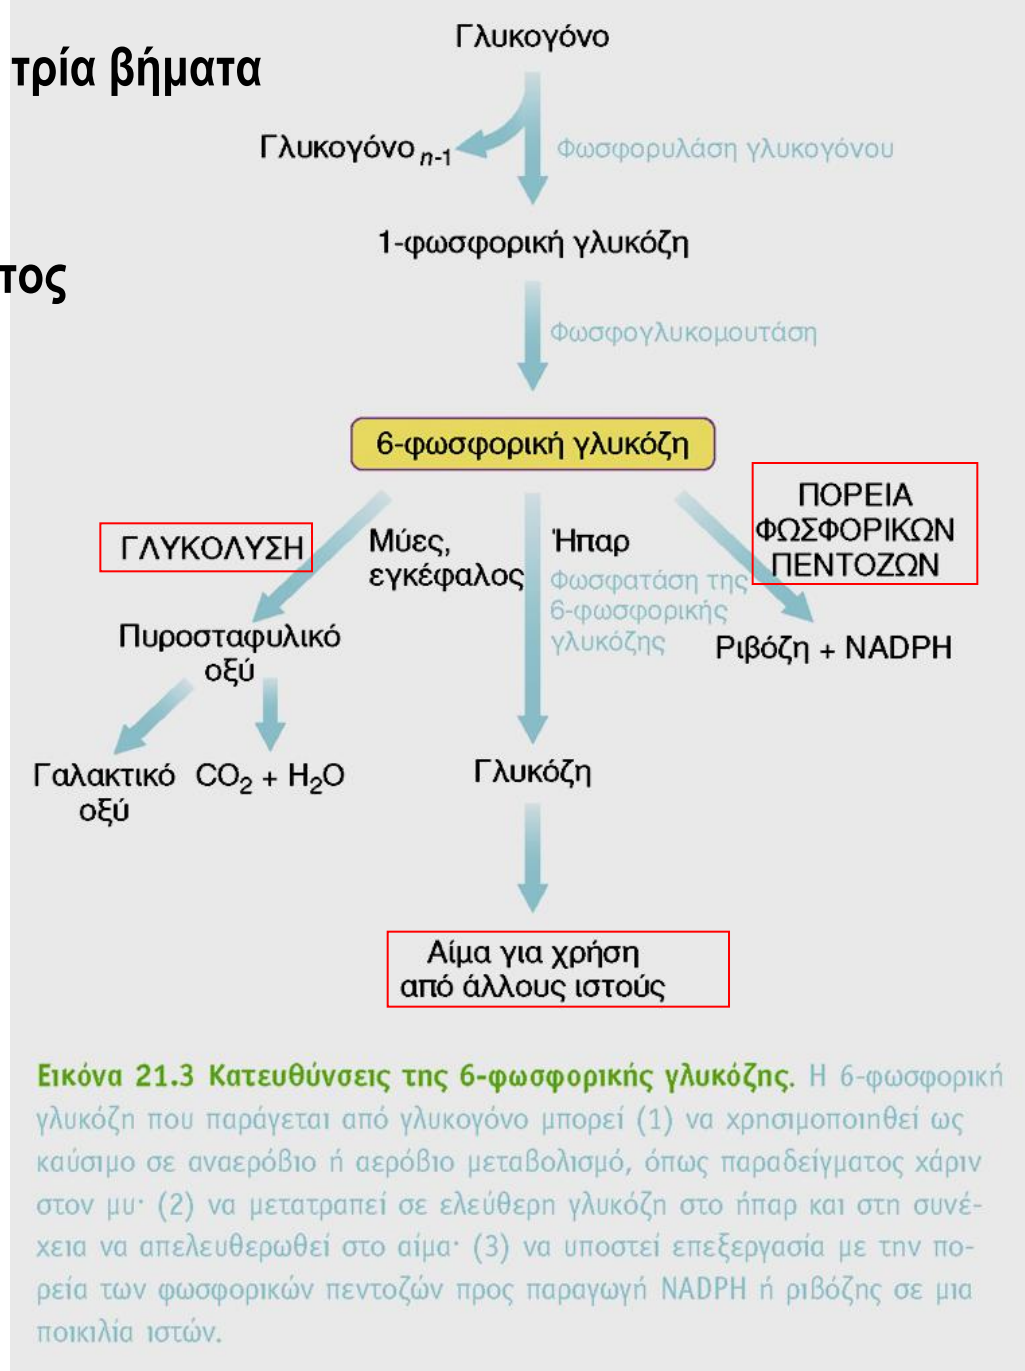 Γλυκογόνο
τρία βήματα
Γλυκογόνο n-1
Φωσφορυλάση γλυκογόνου
1-φωσφορική γλυκόζη
τος
Φωσφογλυκομουτάση
6-φωσφορική γλυκόζη
ΓΛΥΚΟΛΥΣΗ
Μύες,
εγκέφαλος
Ήπαρ
Φωσφατάση της
6-φωσφορικής
γλυκόζης
ΠΟΡΕΙΑ
ΦΩΣΦΟΡΙΚΩΝ
ΠΕΝΤΟΖΩΝ
Πυροσταφυλικό
οξύ
Ριβόζη + NADPH
Γαλακτικό
οξύ
CO2 + H2O
Γλυκόζη
Αίμα για χρήση
από άλλους ιστούς
Εικόνα 21.3 Κατευθύνσεις της 6-φωσφορικής γλυκόζης. Η 6-φωσφορική
γλυκόζη που παράγεται από γλυκογόνο μπορεί (1) να χρησιμοποιηθεί ως
καύσιμο σε αναερόβιο ή αερόβιο μεταβολισμό, όπως παραδείγματος χάριν
στον μυ· (2) να μετατραπεί σε ελεύθερη γλυκόζη στο ήπαρ και στη συνέ-
χεια να απελευθερωθεί στο αίμα· (3) να υποστεί επεξεργασία με την πο-
ρεία των φωσφορικών πεντοζών προς παραγωγή NADPH ή ριβόζης σε μια
ποικιλία ιστών.